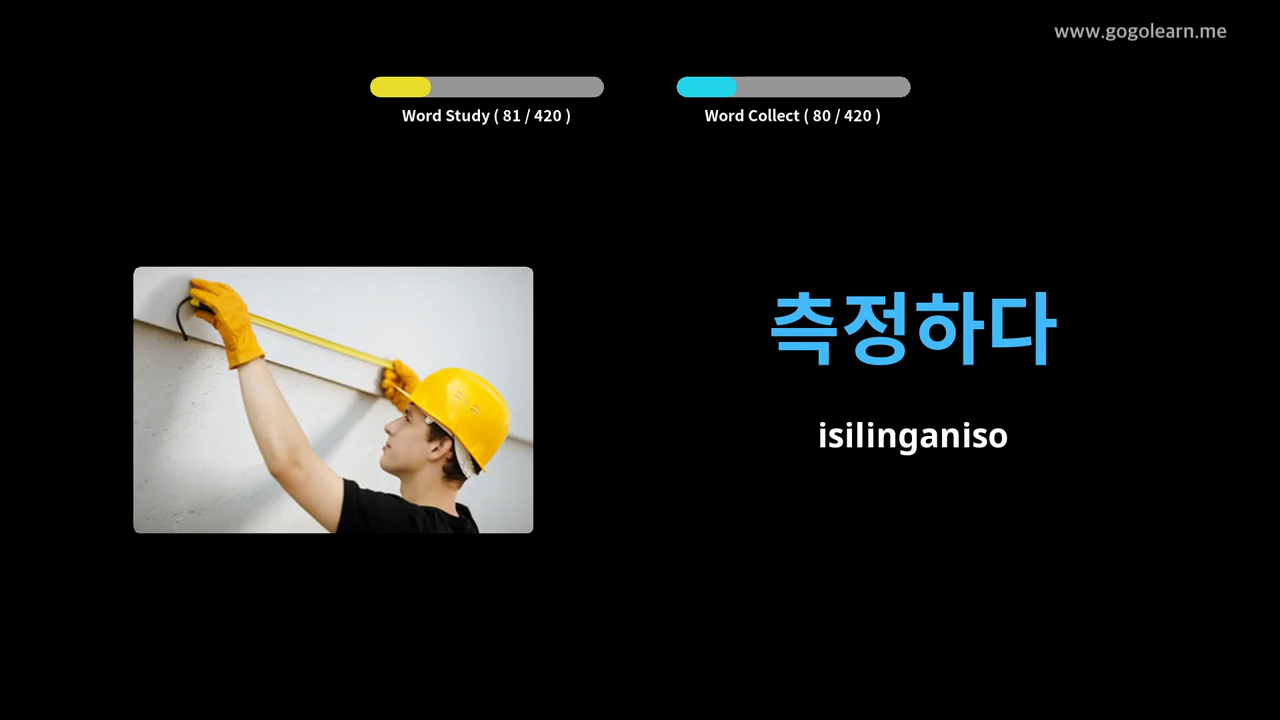 www.gogolearn.me
Word Study ( 81 / 420 )
Word Collect ( 80 / 420 )
측정하다
isilinganiso